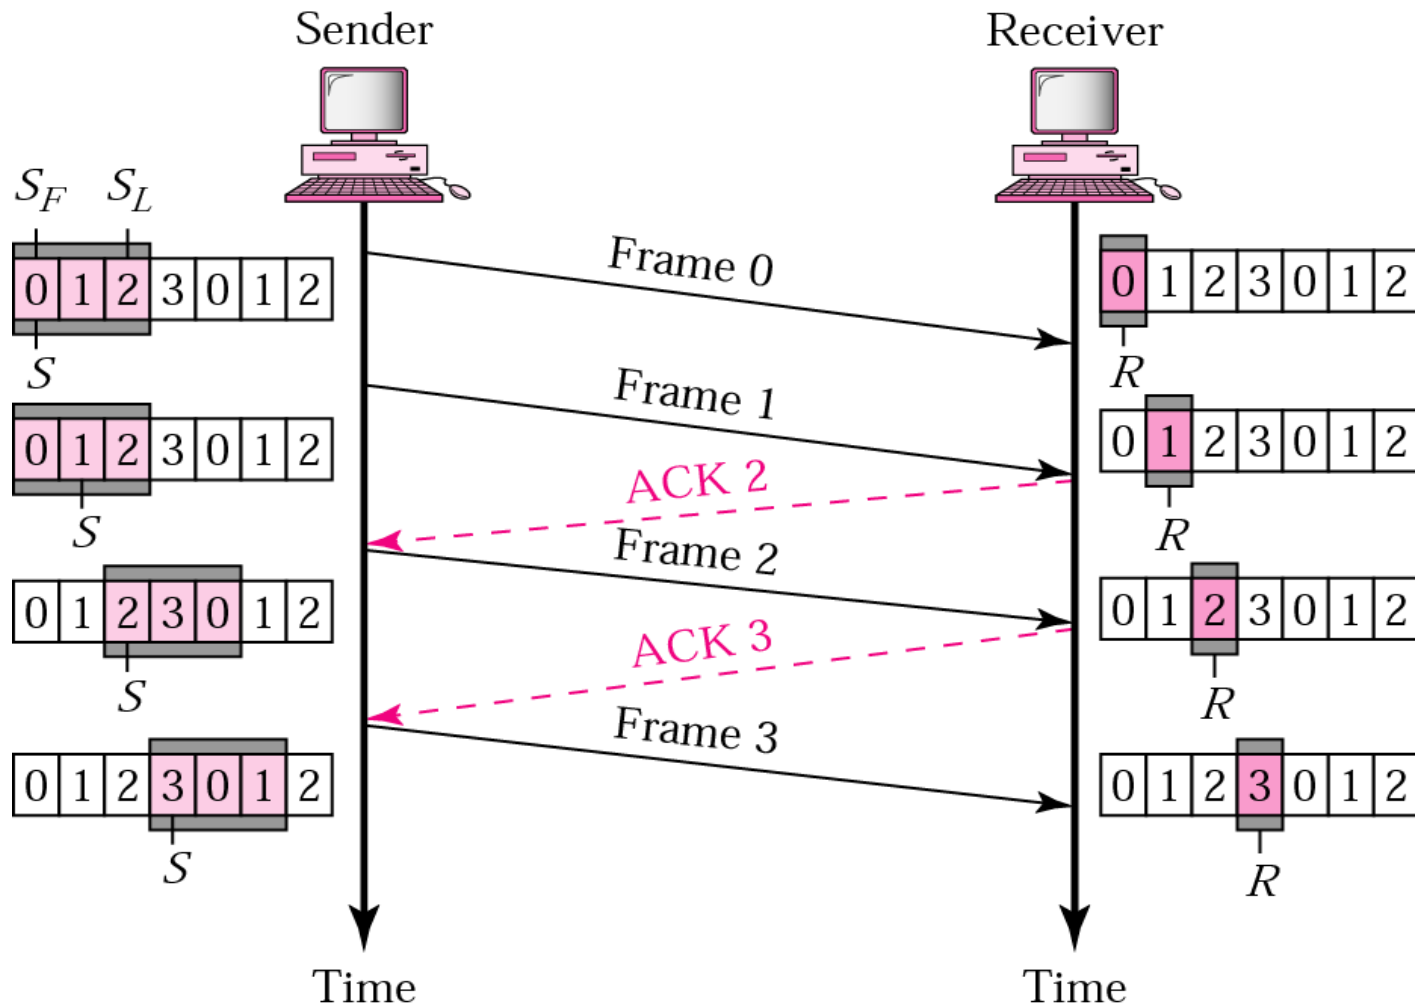 Sender
Receiver
S_F S_L
Frame 0
0 1 2 3 0 1 2
0 1 2 3 0 1 2
S
R
Frame 1
0 1 2 3 0 1 2
0 1 2 3 0 1 2
ACK 2
S
R
Frame 2
0 1 2 3 0 1 2
0 1 2 3 0 1 2
ACK 3
S
R
Frame 3
0 1 2 3 0 1 2
0 1 2 3 0 1 2
S
R
Time
Time